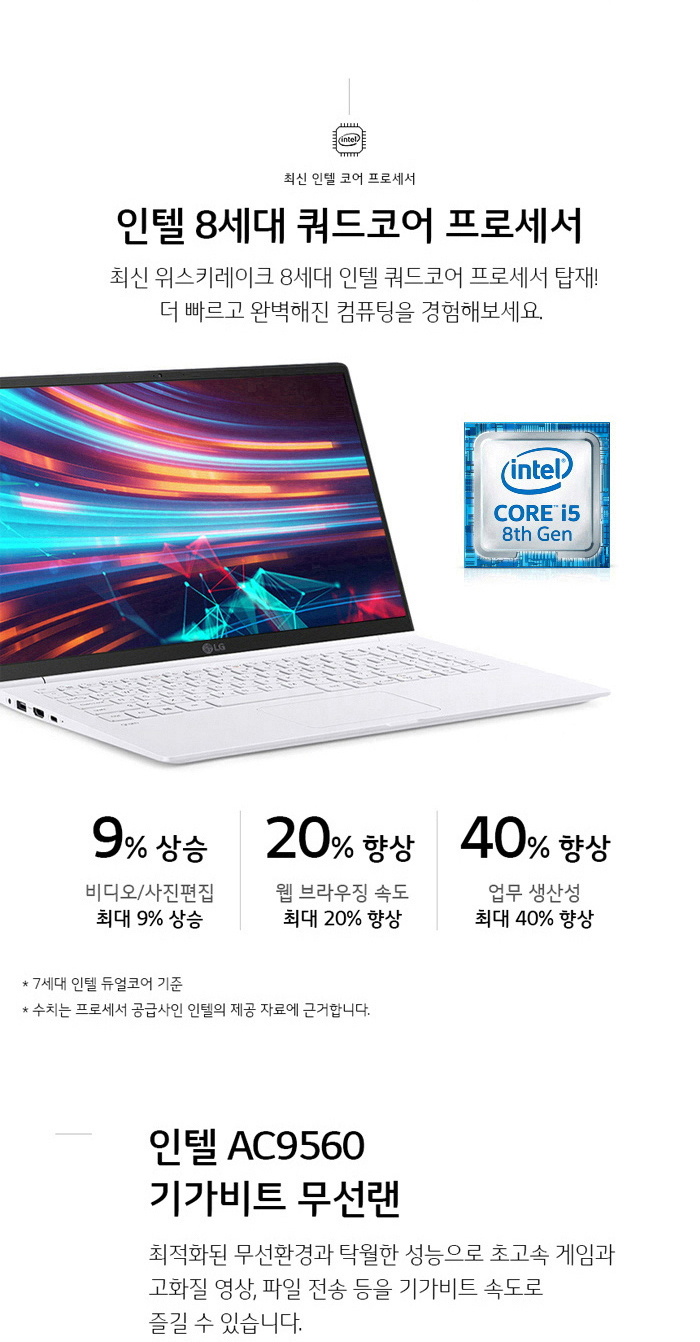 intel
최신 인텔 코어 프로세서
인텔 8세대 쿼드코어 프로세서
최신 위스키레이크 8세대 인텔 쿼드코어 프로세서 탑재!
더 빠르고 완벽해진 컴퓨팅을 경험해보세요.
intel®
CORE™ i5
8th Gen
LG
9% 상승
비디오/사진편집
최대 9% 상승
20% 향상
웹 브라우징 속도
최대 20% 향상
40% 향상
업무 생산성
최대 40% 향상
* 7세대 인텔 듀얼코어 기준
* 수치는 프로세서 공급사인 인텔의 제공 자료에 근거합니다.
인텔 AC9560
기가비트 무선랜
최적화된 무선환경과 탁월한 성능으로 초고속 게임과
고화질 영상, 파일 전송 등을 기가비트 속도로
즐길 수 있습니다.